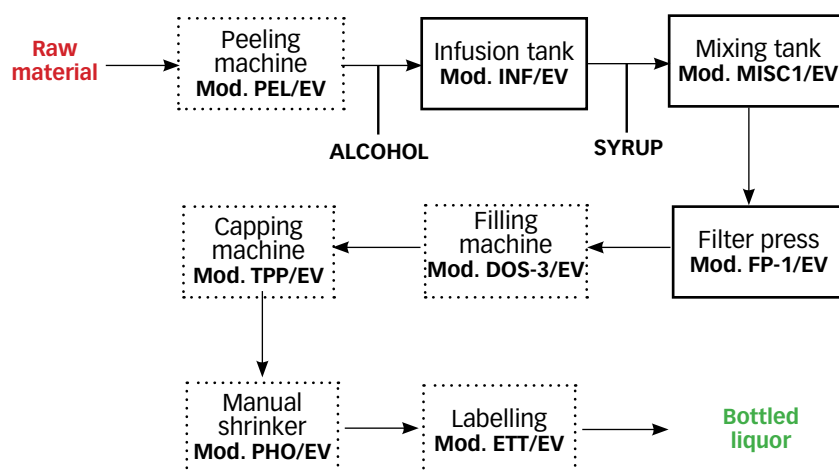 Raw
material
Peeling
machine
Mod. PEL/EV
Infusion tank
Mod. INF/EV
Mixing tank
Mod. MISC1/EV
ALCOHOL
SYRUP
Capping
machine
Mod. TPP/EV
Filling
machine
Mod. DOS-3/EV
Filter press
Mod. FP-1/EV
Manual
shrinker
Mod. PHO/EV
Labelling
Mod. ETT/EV
Bottled
liquor